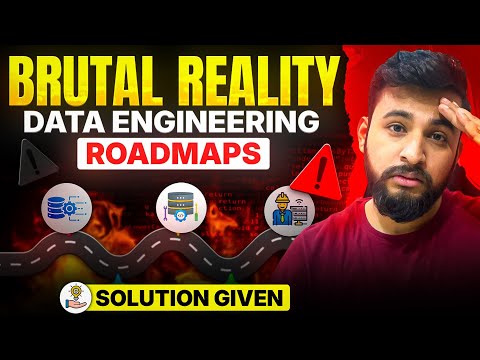 BRUTAL REALITY
DATA ENGINEERING
ROADMAPS
SOLUTION GIVEN